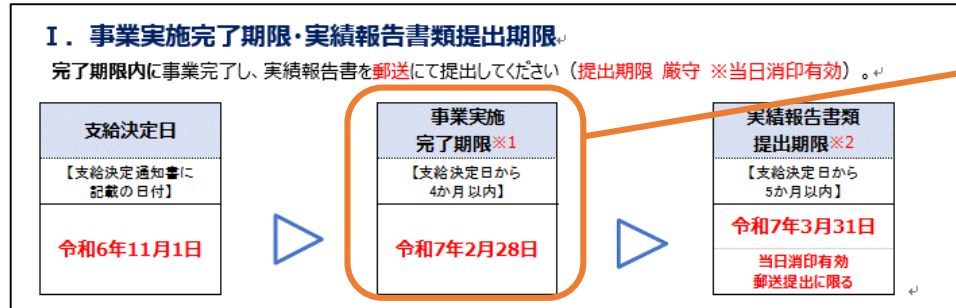 Ⅰ．事業実施完了期限・実績報告書類提出期限
完了期限内に事業完了し、実績報告書を郵送にて提出してください（提出期限 厳守 ※当日消印有効）。
支給決定日
【支給決定通知書に
記載の日付】
令和6年11月1日
事業実施
完了期限※1
【支給決定日から
4か月以内】
令和7年2月28日
実績報告書類
提出期限※2
【支給決定日から
5か月以内】
令和7年3月31日
当日消印有効
郵送提出に限る